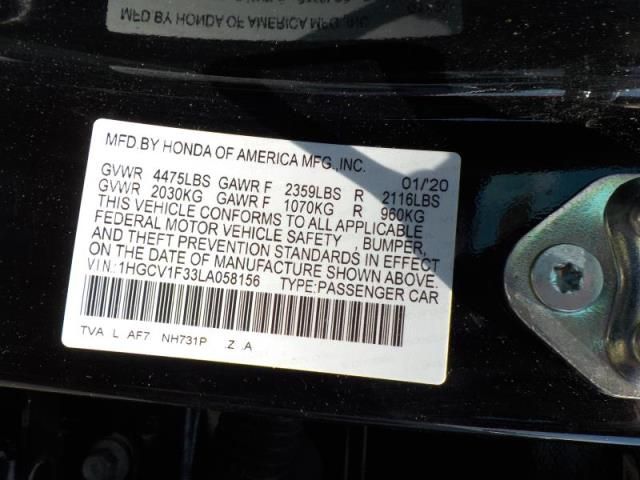 MFD.BY HONDA OF AMERICA MFG.,INC.
GVWR 4475LBS GAWR F 2359LBS R 2116LBS 01/'20
GVWR 2030KG GAWR F 1070KG R 960KG
THIS VEHICLE CONFORMS TO ALL APPLICABLE
FEDERAL MOTOR VEHICLE SAFETY , BUMPER,
AND THEFT PREVENTION STANDARDS IN EFFECT
ON THE DATE OF MANUFACTURE SHOWN ABOVE.
V.I.N.:1HGCV1F33LA058156 TYPE:PASSENGER CAR
TVA L AF7 NH731P Z A